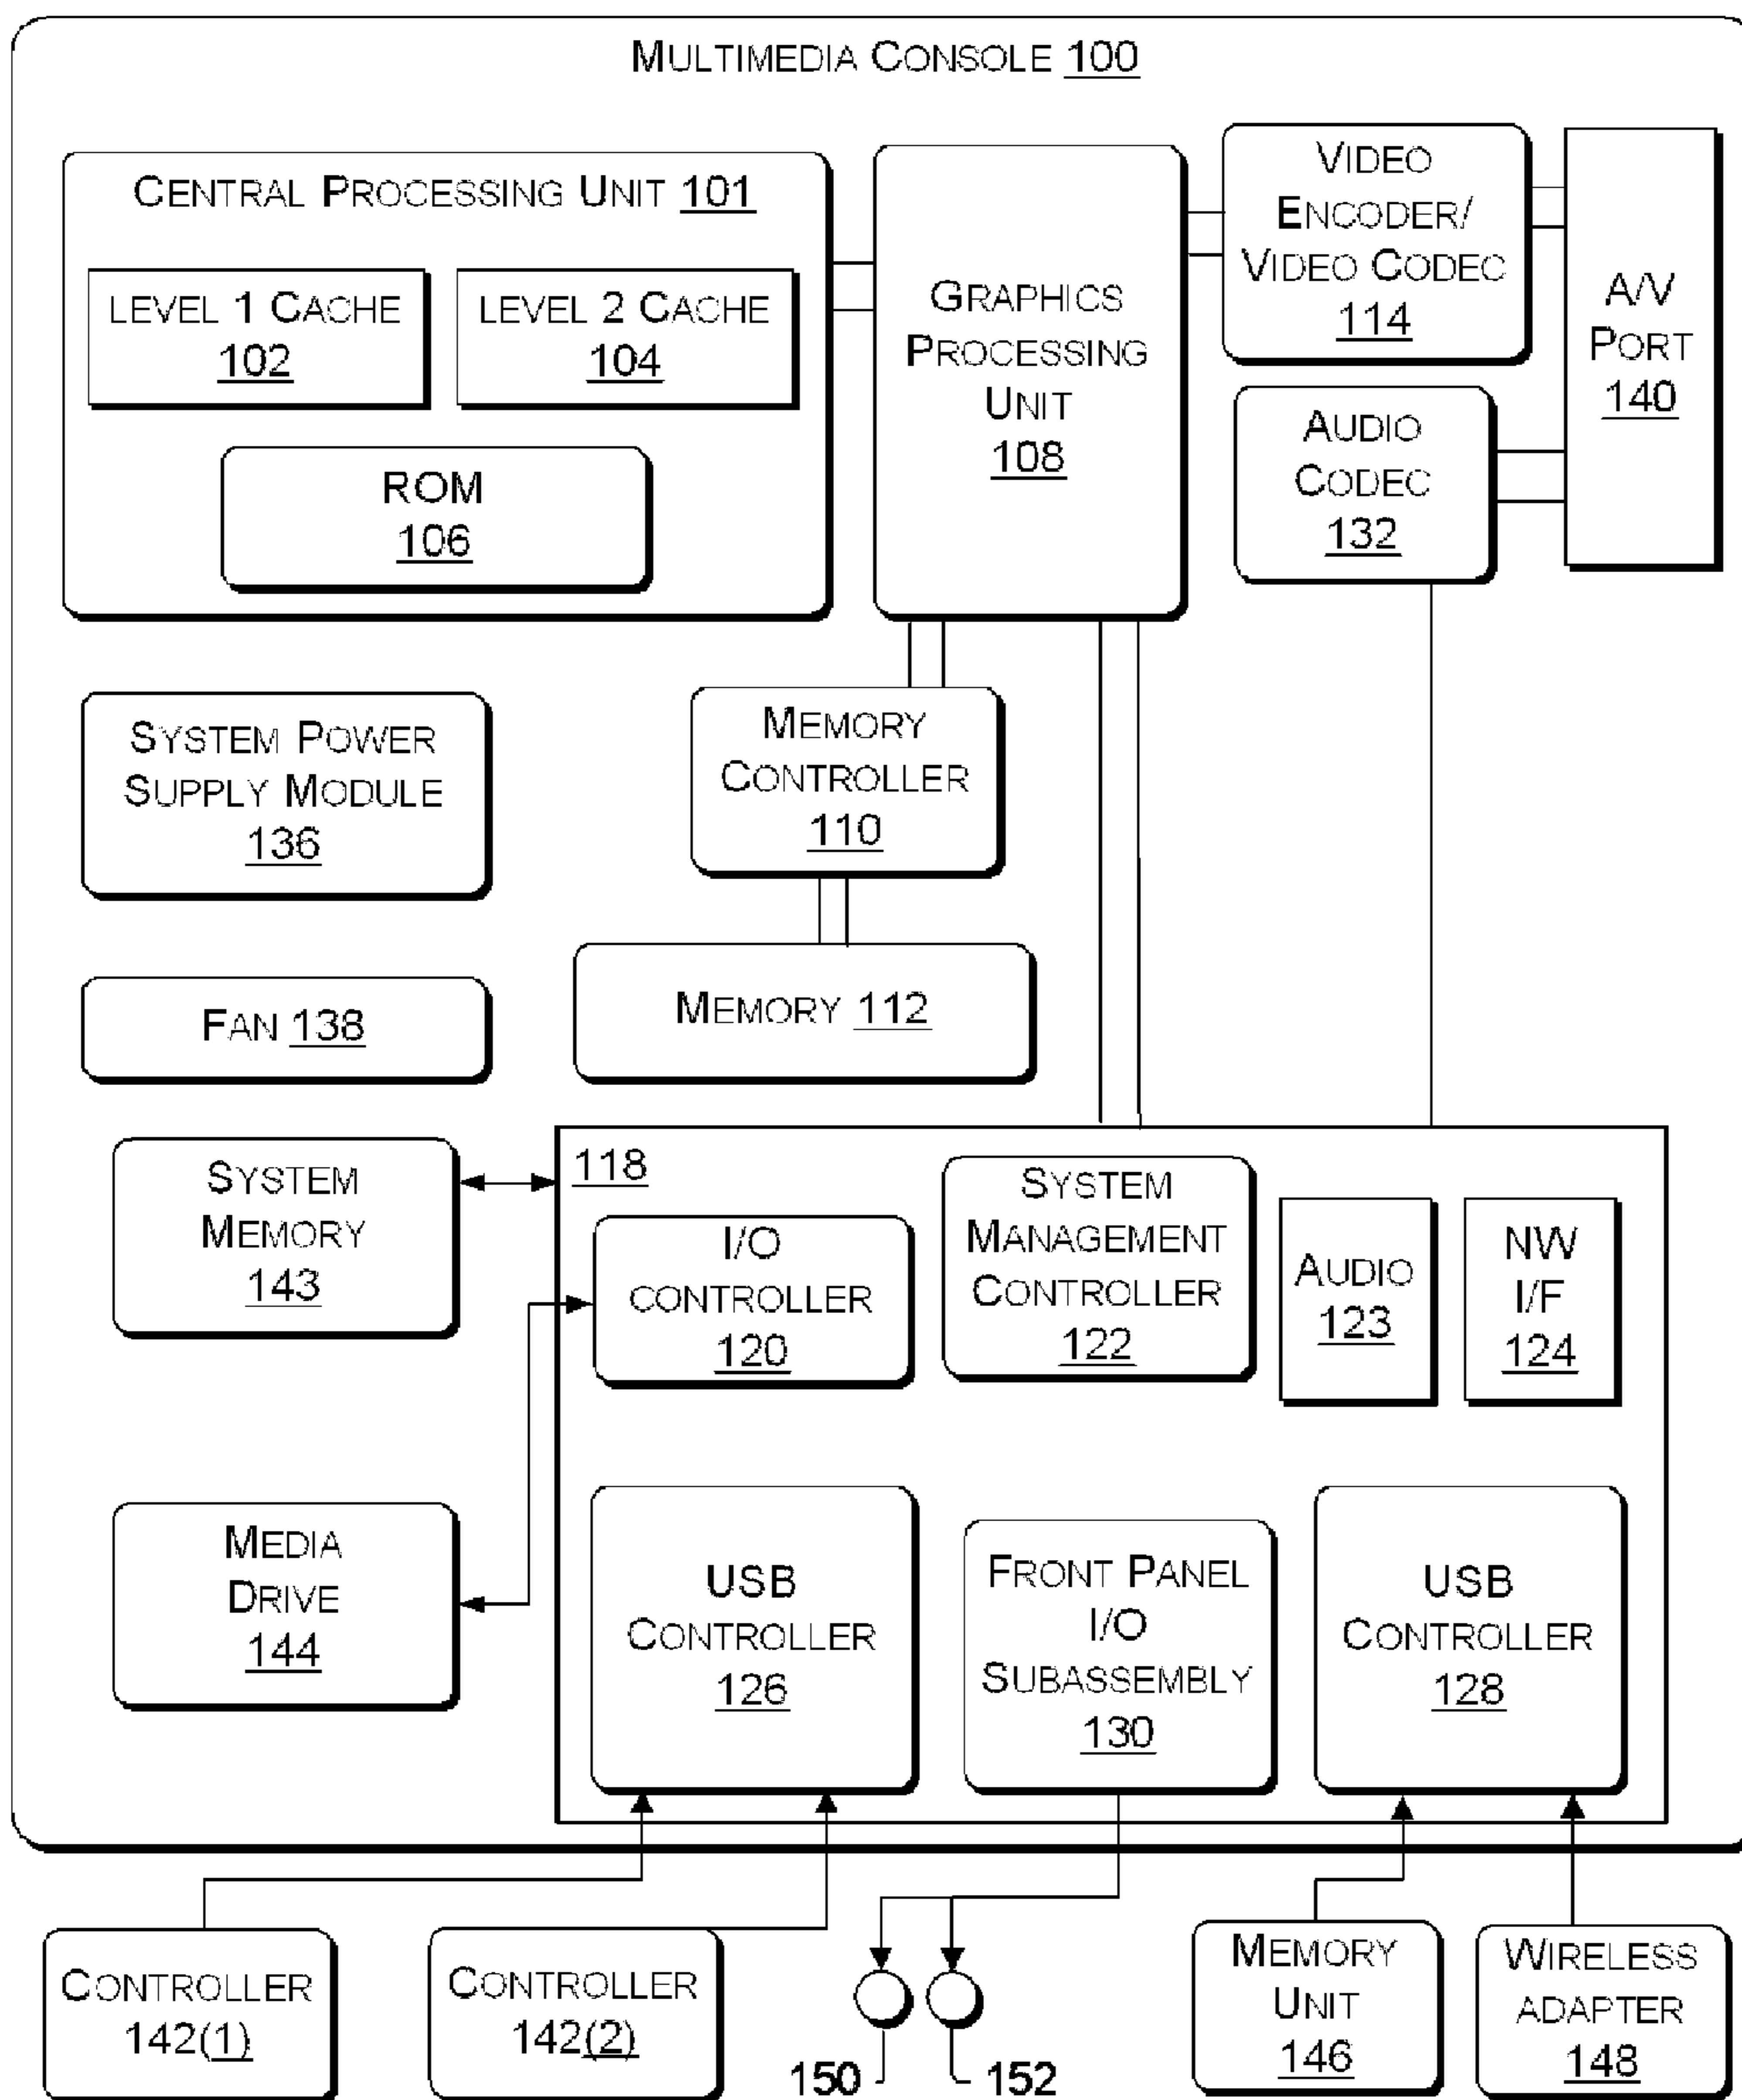 MULTIMEDIA CONSOLE 100
CENTRAL PROCESSING UNIT 101
LEVEL 1 CACHE
102
LEVEL 2 CACHE
104
ROM
106
GRAPHICS
PROCESSING
UNIT
108
VIDEO
ENCODER/
VIDEO CODEC
114
A/V
PORT
140
AUDIO
CODEC
132
SYSTEM POWER
SUPPLY MODULE
136
MEMORY
CONTROLLER
110
FAN 138
MEMORY 112
SYSTEM
MEMORY
143
118
I/O
CONTROLLER
120
SYSTEM
MANAGEMENT
CONTROLLER
122
AUDIO
123
NW
I/F
124
MEDIA
DRIVE
144
USB
CONTROLLER
126
FRONT PANEL
I/O
SUBASSEMBLY
130
USB
CONTROLLER
128
CONTROLLER
142(1)
CONTROLLER
142(2)
150
152
MEMORY
UNIT
146
WIRELESS
ADAPTER
148